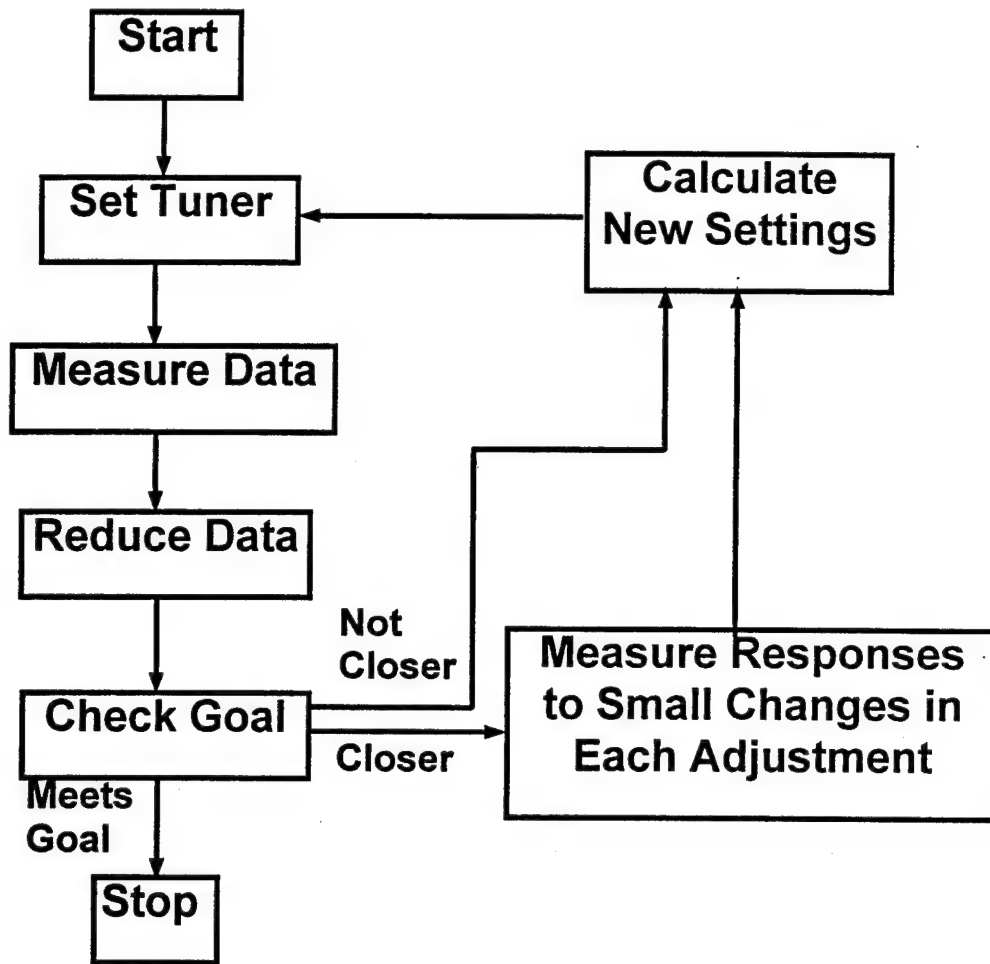 Start
Set Tuner
Calculate
New Settings
Measure Data
Reduce Data
Not
Closer
Check Goal
Closer
Measure Responses
to Small Changes in
Each Adjustment
Meets
Goal
Stop